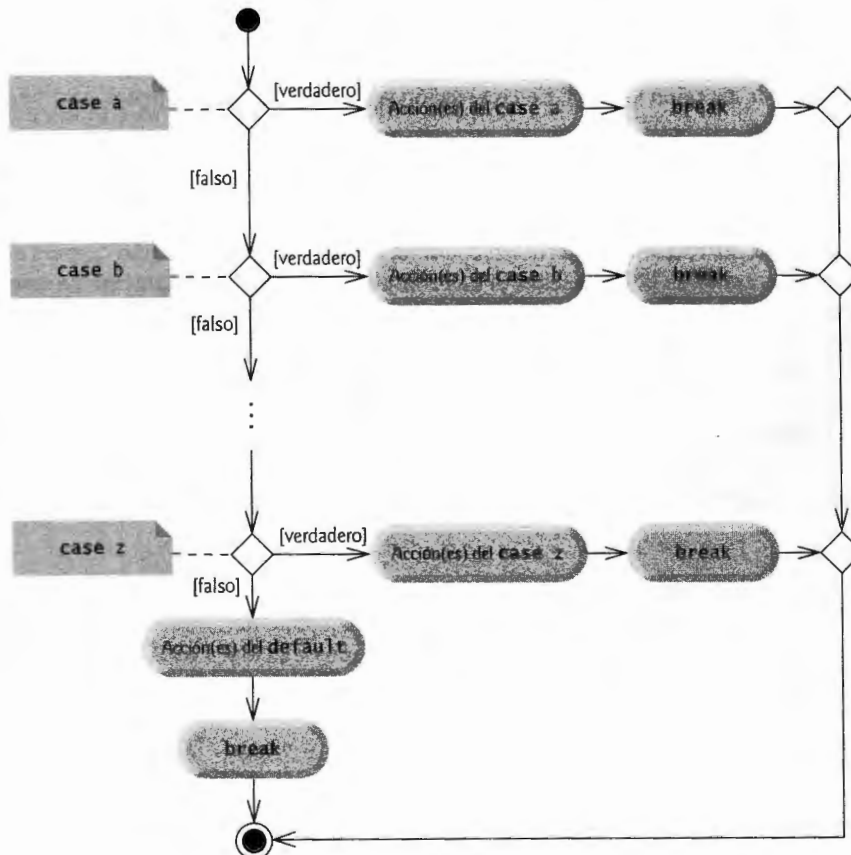 case a
[verdadero]
Acción(es) del case a
break
[falso]
case b
[verdadero]
Acción(es) del case b
break
[falso]
case z
[verdadero]
Acción(es) del case z
break
[falso]
Acción(es) del default
break